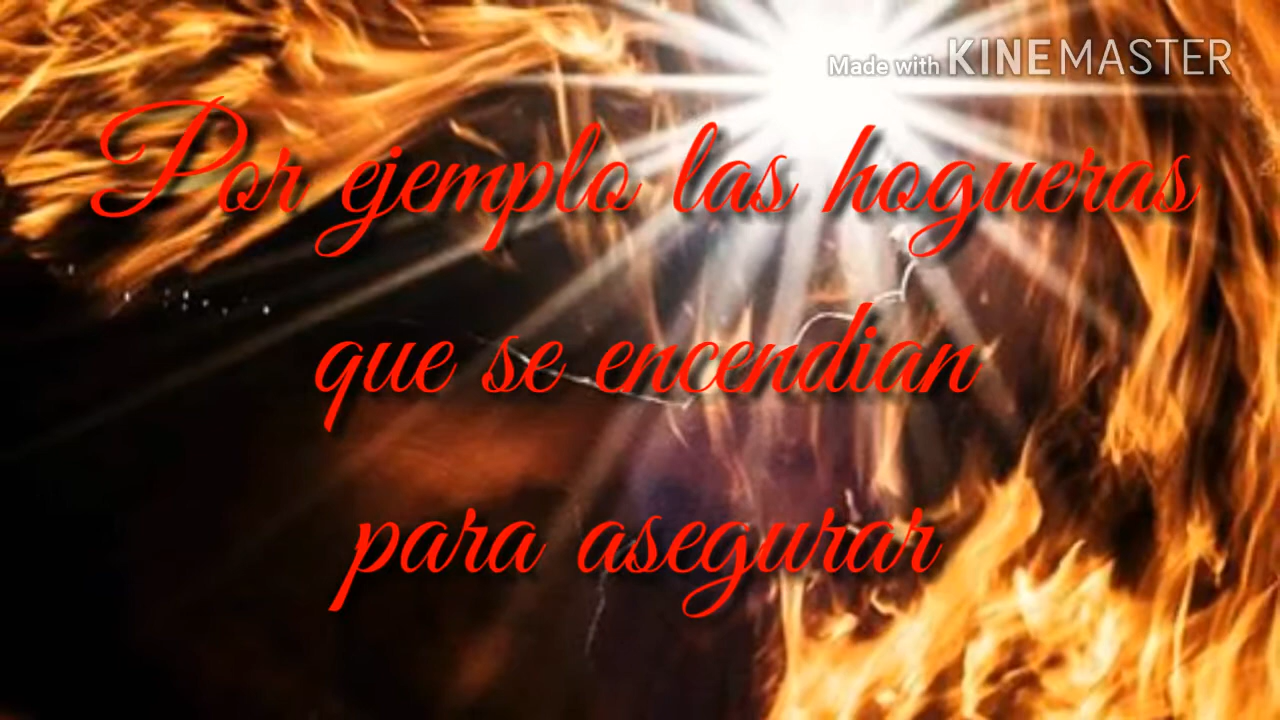 Made with KINEMASTER
Por ejemplo las hogueras
que se encendian
para asegurar